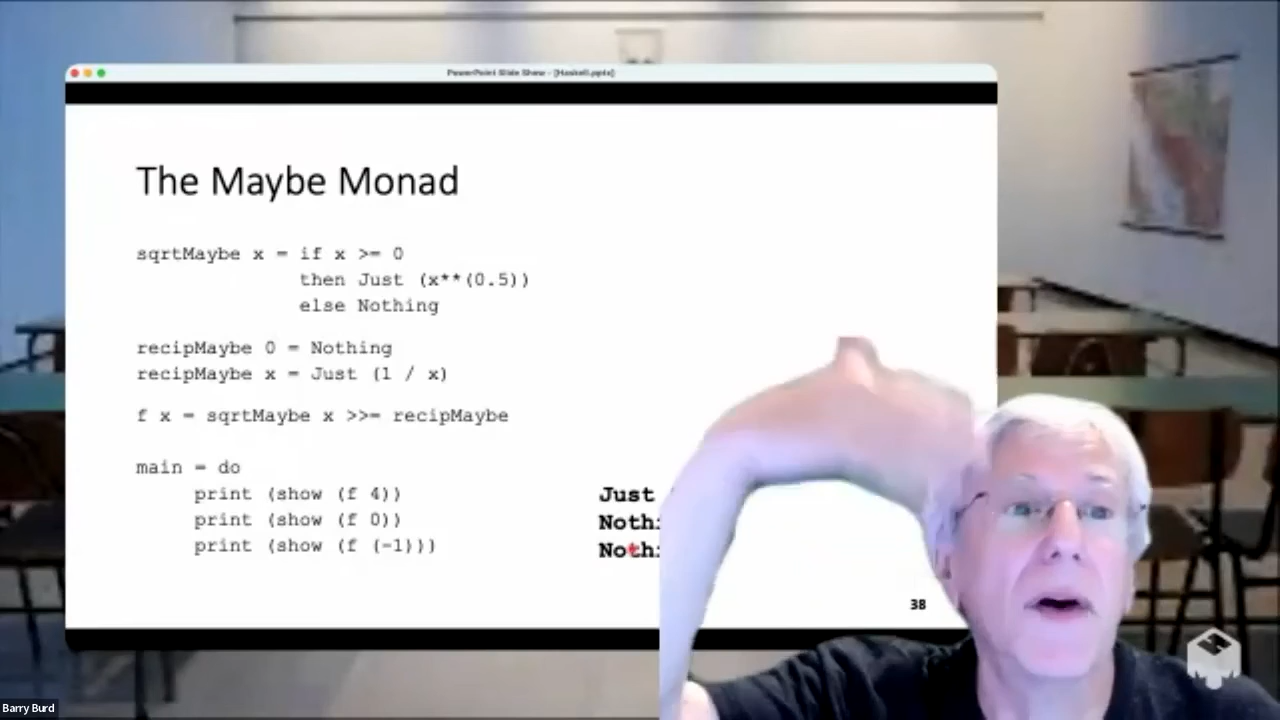 PowerPoint Slide Show - [Haskell.pptx]
The Maybe Monad
sqrtMaybe x = if x >= 0
then Just (x**(0.5))
else Nothing
recipMaybe 0 = Nothing
recipMaybe x = Just (1 / x)
f x = sqrtMaybe x >>= recipMaybe
main = do
print (show (f 4))
print (show (f 0))
print (show (f (-1)))
Just
Nothi
Nothi
38
Barry Burd